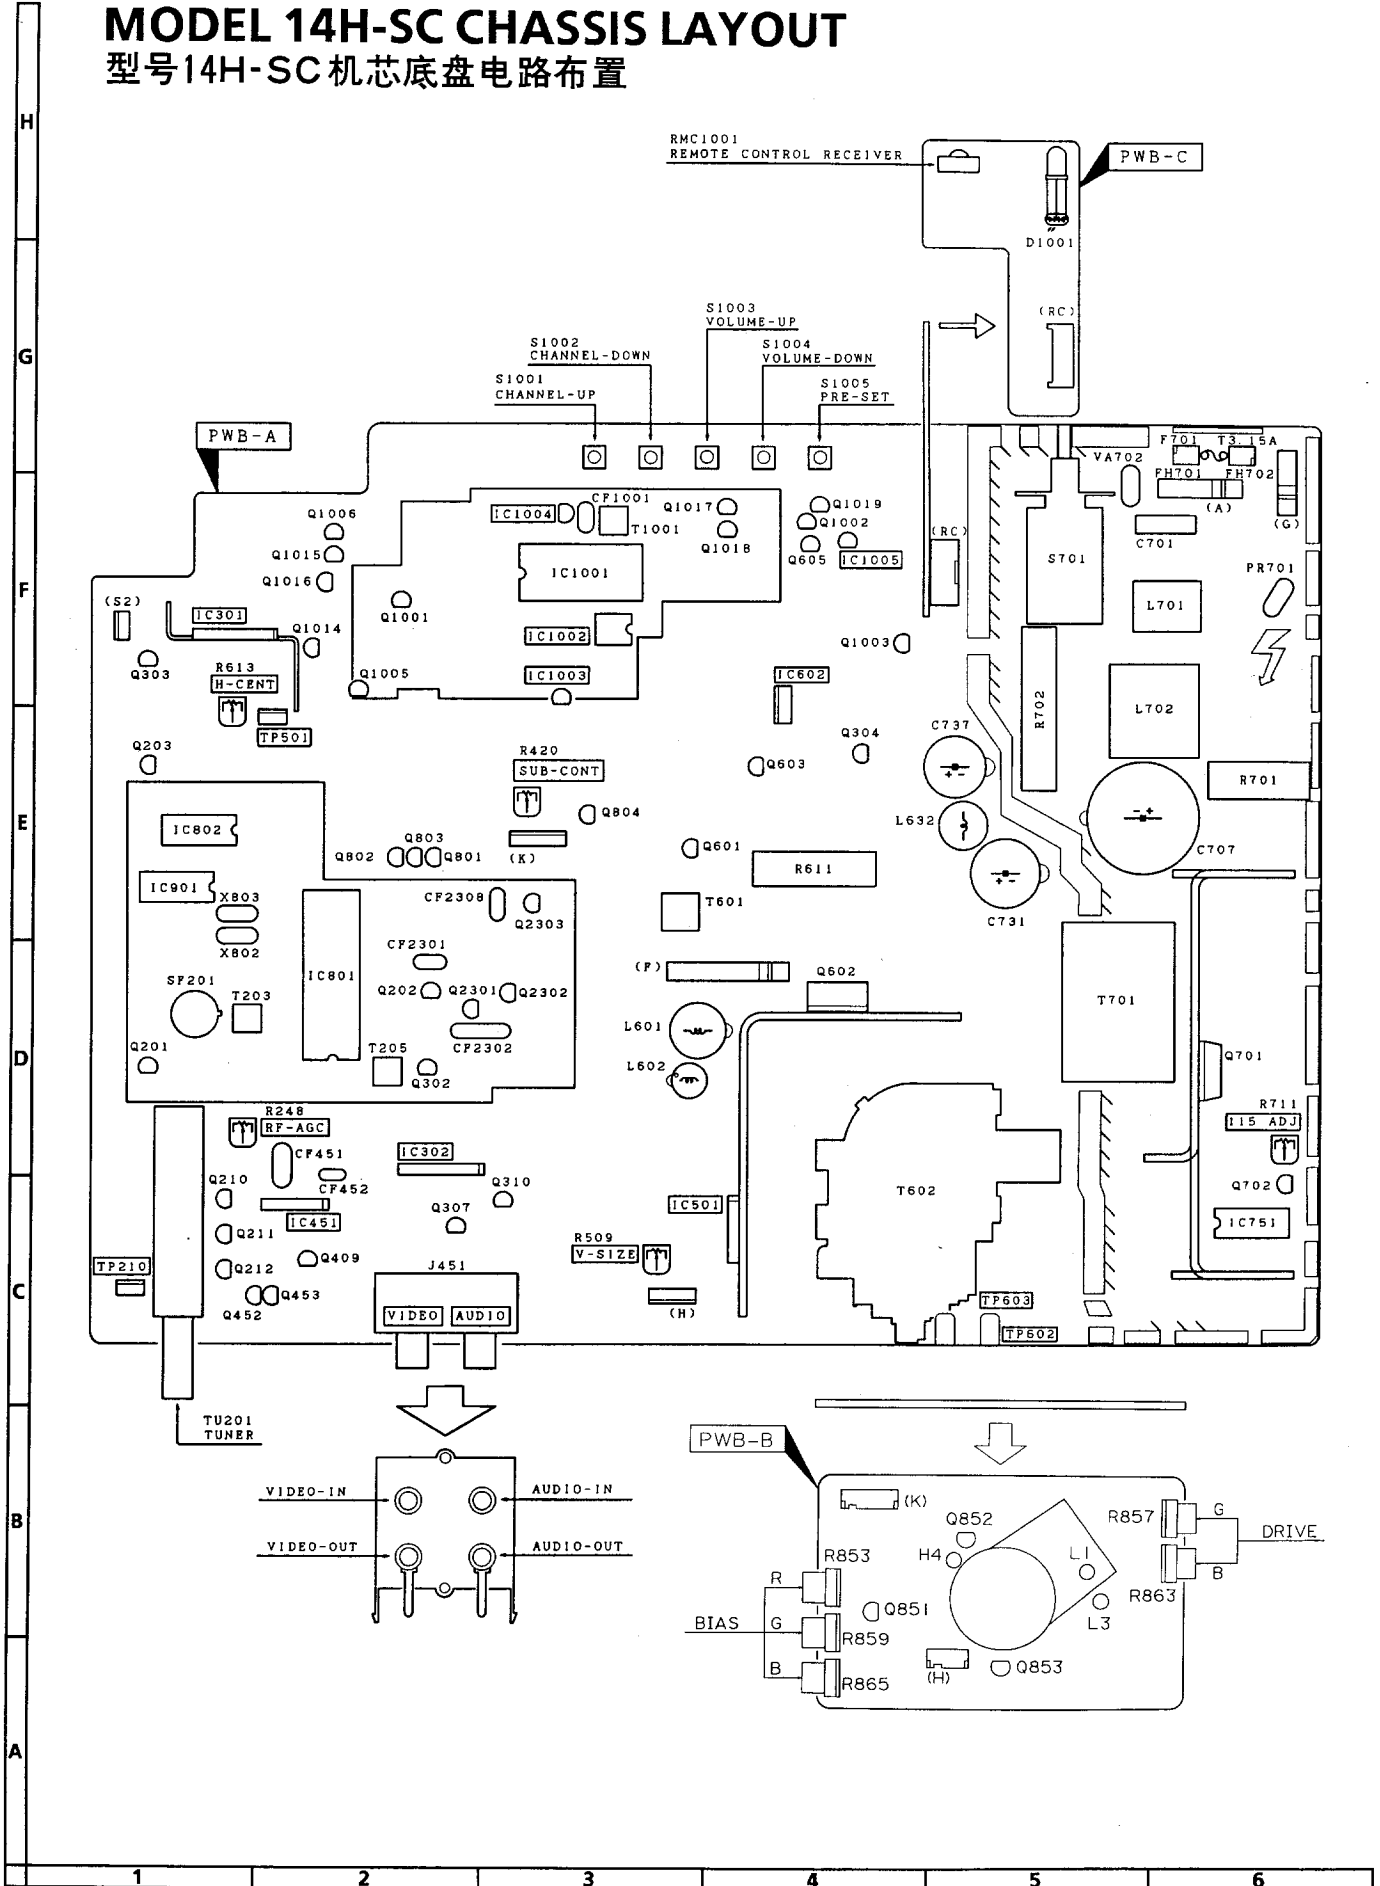 MODEL 14H-SC CHASSIS LAYOUT
型号14H-SC机芯底盘电路布置
H
RMC1001
REMOTE CONTROL RECEIVER
PWB-C
D1001
(RC)
G
S1003
VOLUME-UP
S1002
CHANNEL-DOWN
S1004
VOLUME-DOWN
S1001
CHANNEL-UP
S1005
PRE-SET
PWB-A
F701 T3.15A
VA702
FH701 FH702
(A)
(G)
CF1001
IC1004
T1001
Q1017
Q1018
Q1019
Q1002
Q605
IC1005
(RC)
C701
S701
Q1006
Q1015
Q1016
F
IC1001
PR701
L701
(S2)
IC301
Q1014
Q1001
IC1002
Q1003
Q303
R613
H-CENT
Q1005
IC1003
IC602
R702
L702
TP501
Q203
R420
SUB-CONT
Q603
Q304
C737
R701
E
IC802
Q804
L632
Q803
Q802
Q801
(K)
Q601
R611
C707
IC901
X803
CF2308
Q2303
T601
C731
X802
CF2301
(F)
Q602
SF201
T203
IC801
Q202
Q2301
Q2302
L601
T701
D
Q201
T205
CF2302
Q302
L602
Q701
R248
RF-AGC
R711
115 ADJ
CF451
IC302
Q210
CF452
Q310
IC501
T602
Q702
IC451
Q307
IC751
Q211
R509
V-SIZE
TP210
Q212
Q409
J451
C
Q452
Q453
VIDEO
AUDIO
(H)
TP603
TP602
TU201
TUNER
PWB-B
B
VIDEO-IN
AUDIO-IN
(K)
Q852
R857
G
DRIVE
VIDEO-OUT
AUDIO-OUT
R853
H4
L1
B
R
R863
Q851
L3
BIAS
G
R859
B
(H)
Q853
R865
A
1
2
3
4
5
6